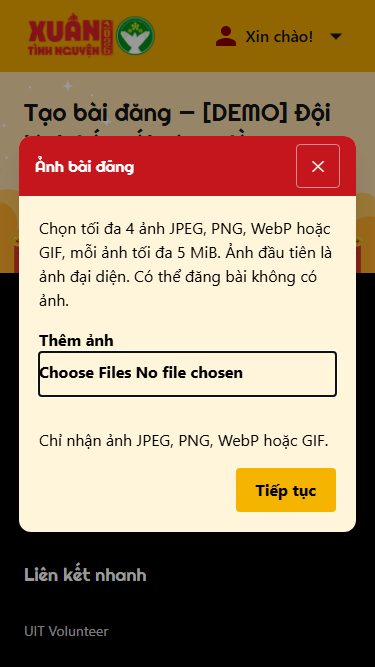 XUÂN
TÌNH NGUYỆN
Xin chào!
Tạo bài đăng — [DEMO] Đội
Ảnh bài đăng
Chọn tối đa 4 ảnh JPEG, PNG, WebP hoặc
GIF, mỗi ảnh tối đa 5 MiB. Ảnh đầu tiên là
ảnh đại diện. Có thể đăng bài không có
ảnh.
Thêm ảnh
Choose Files No file chosen
Chỉ nhận ảnh JPEG, PNG, WebP hoặc GIF.
Tiếp tục
Liên kết nhanh
UIT Volunteer